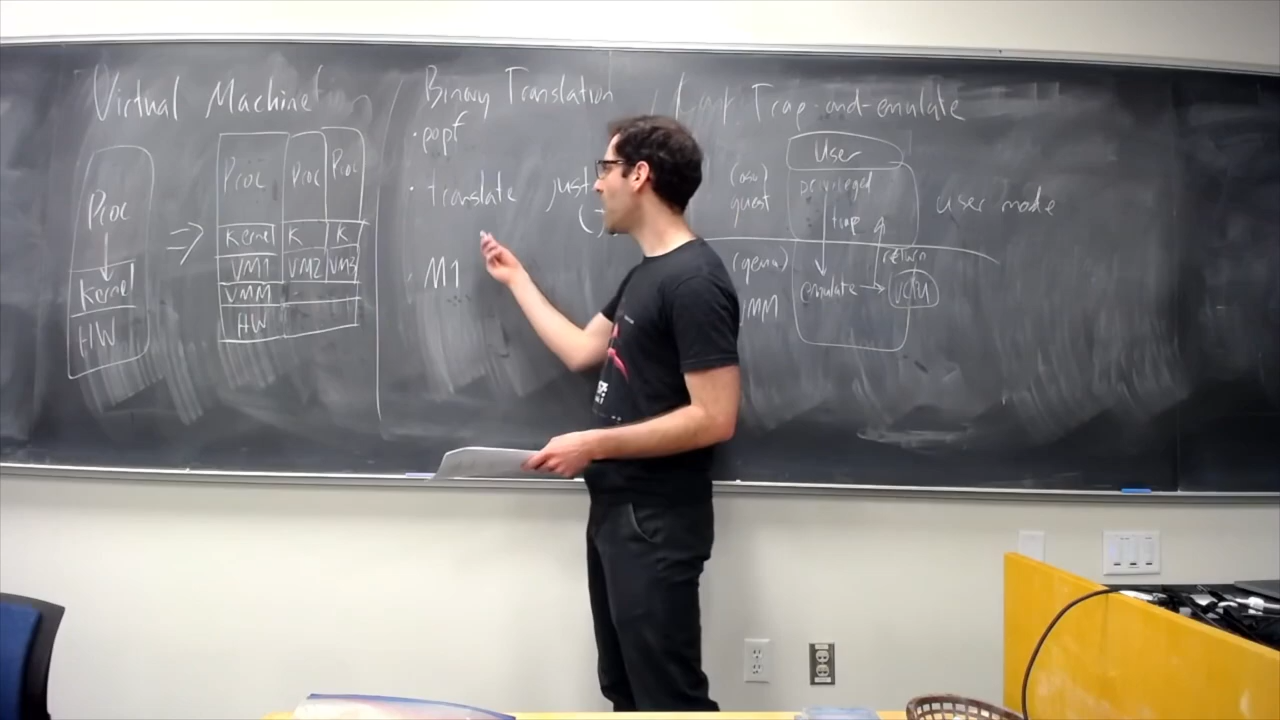 Virtual Machine
Proc
Kernel
HW
⇒
Proc Proc Proc
Kernel K K
VM1 VM2 VM3
VMM
HW
Binary Translation
· popf
· translate just
· M1
Trap-and-emulate
User
privileged
trap
guest
user mode
return
(qemu)
emulate → vCPU
VMM